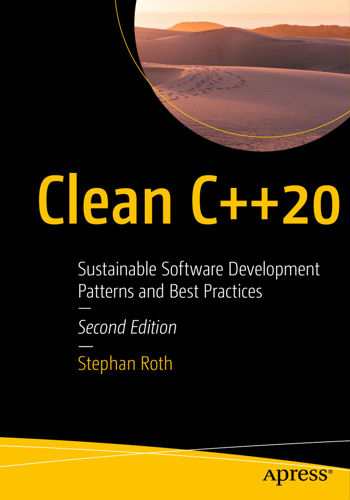 Clean C++20
Sustainable Software Development
Patterns and Best Practices
—
Second Edition
—
Stephan Roth
Apress®